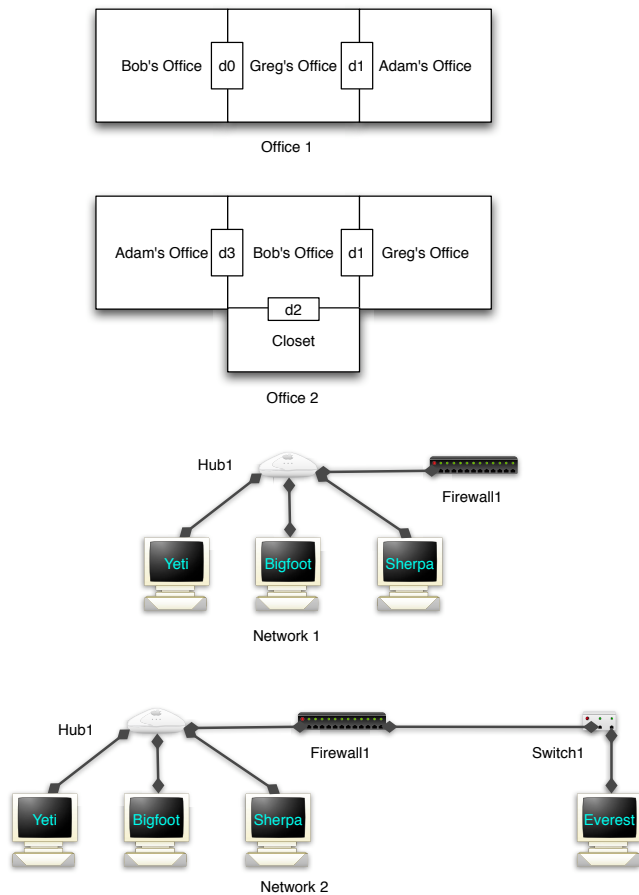 Bob's Office d0 Greg's Office d1 Adam's Office
Office 1
Adam's Office d3 Bob's Office d1 Greg's Office
d2
Closet
Office 2
Hub1
Firewall1
Yeti Bigfoot Sherpa
Network 1
Hub1
Firewall1 Switch1
Yeti Bigfoot Sherpa Everest
Network 2